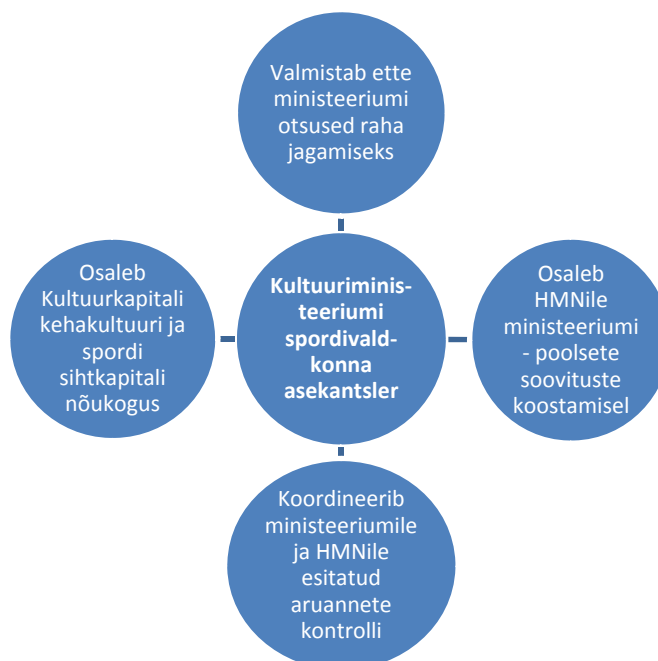 Valmistab ette
ministeeriumi
otsused raha
jagamiseks
Osaleb
Kultuurkapitali
kehakultuuri ja
spordi
sihtkapitali
nõukogus
Kultuuriminis-
teeriumi
spordivald-
konna
asekantsler
Osaleb
HMNile
ministeeriumi
- poolsete
soovituste
koostamisel
Koordineerib
ministeeriumile
ja HMNile
esitatud
aruannete
kontrolli